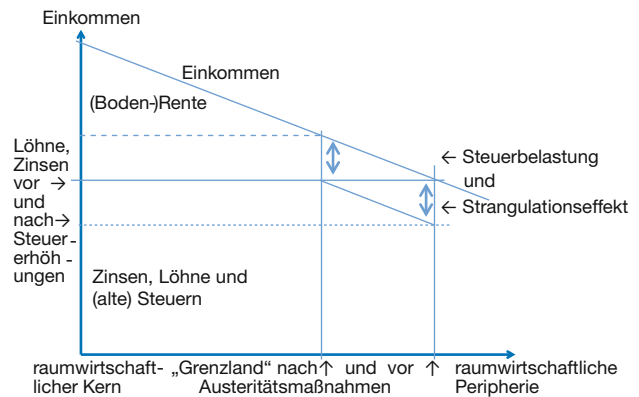 Einkommen
Einkommen
(Boden-)Rente
Löhne,
Zinsen
vor →
und
nach→
Steuer-
erhöh-
ungen
← Steuerbelastung
und
← Strangulationseffekt
Zinsen, Löhne und
(alte) Steuern
raumwirtschaft- „Grenzland“ nach↑ und vor ↑ raumwirtschaftliche
licher Kern Austeritätsmaßnahmen Peripherie